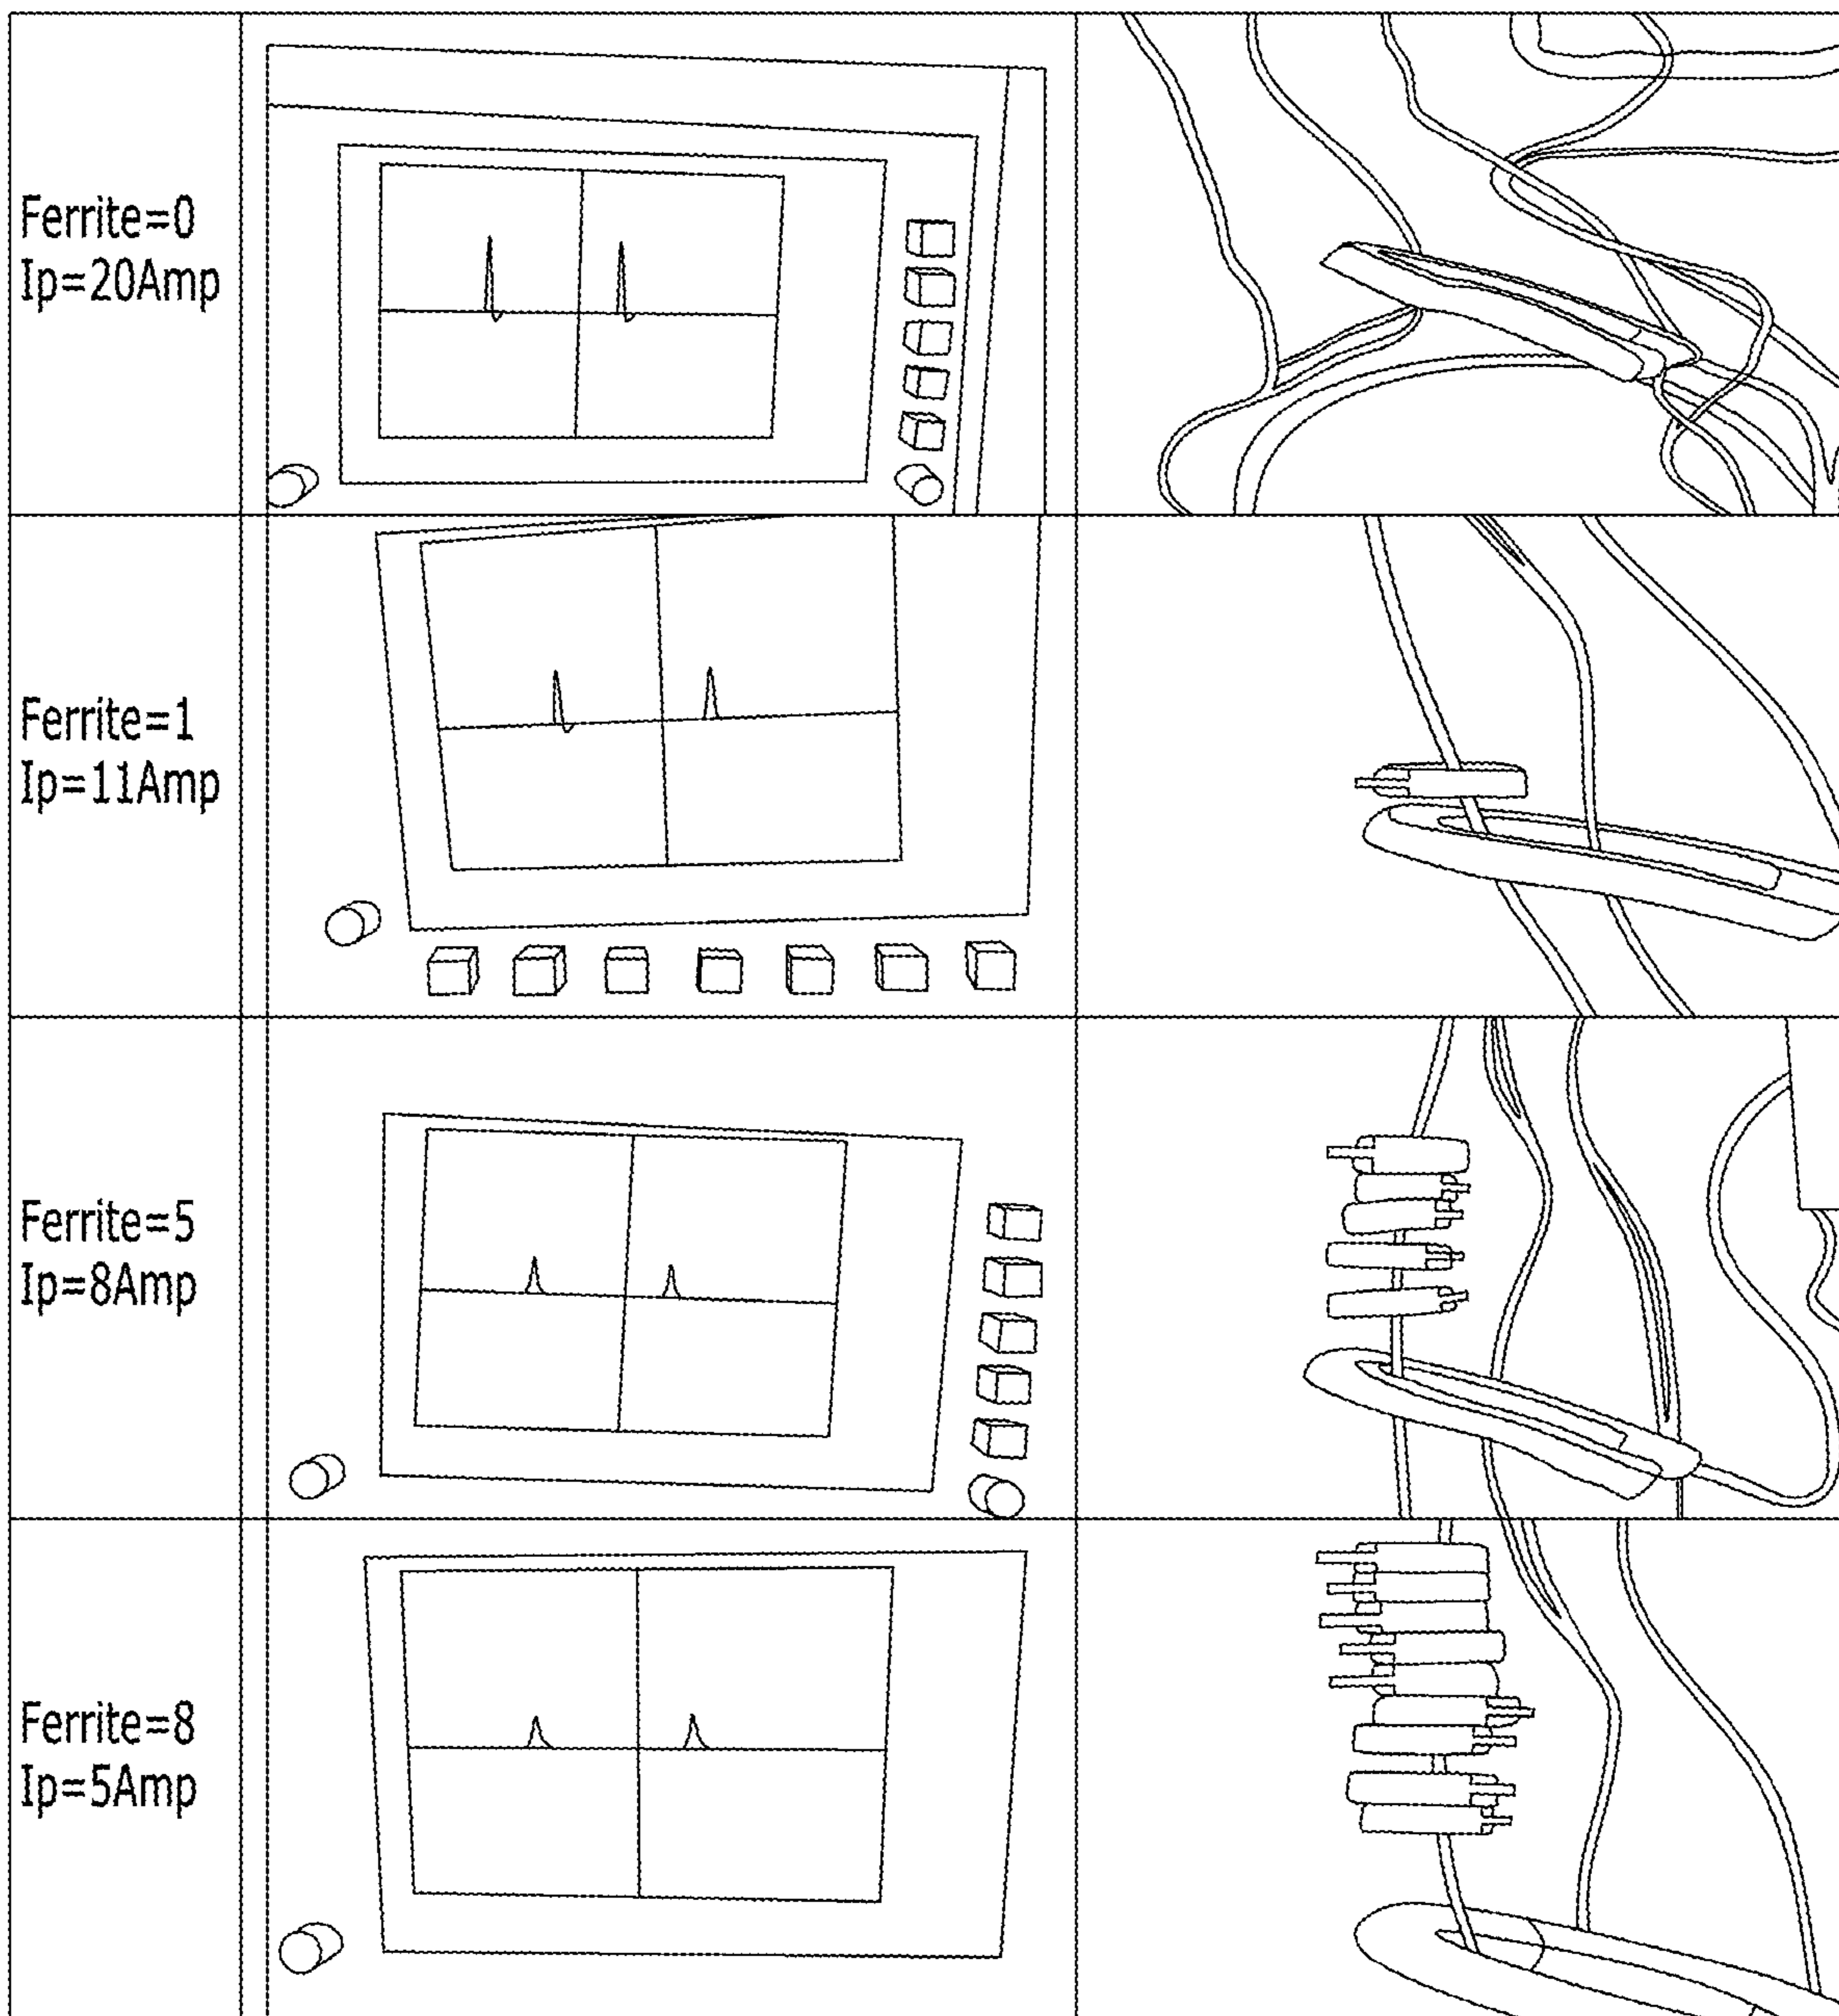 Ferrite=0
Ip=20Amp
Ferrite=1
Ip=11Amp
Ferrite=5
Ip=8Amp
Ferrite=8
Ip=5Amp